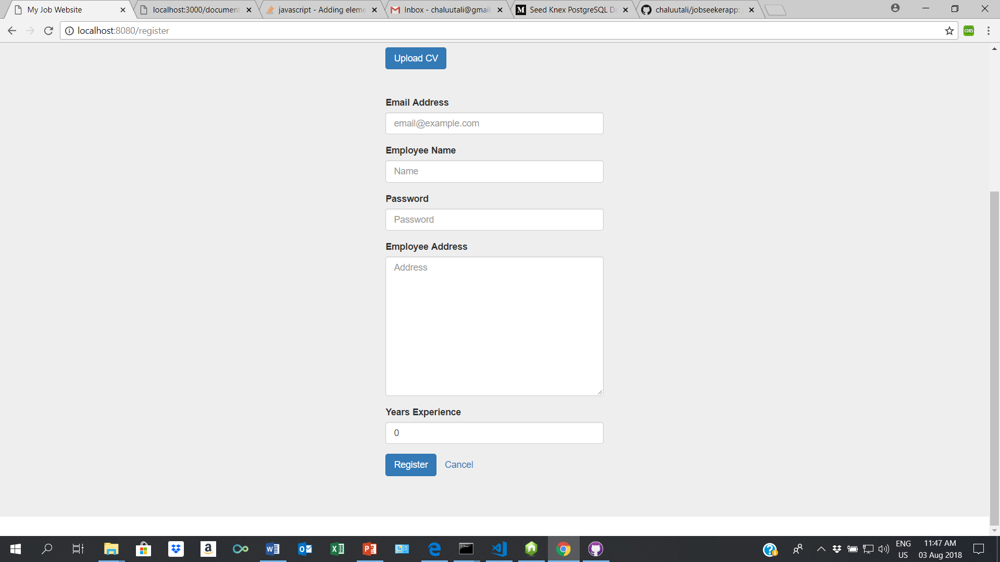 My Job Website
localhost:3000/document
javascript - Adding eleme
Inbox - chaluutali@gmail
M Seed Knex PostgreSQL Da
chaluutali/jobseekerapp:
localhost:8080/register
CORS
Upload CV
Email Address
email@example.com
Employee Name
Name
Password
Password
Employee Address
Address
Years Experience
0
Register Cancel
ENG 11:47 AM
US 03 Aug 2018